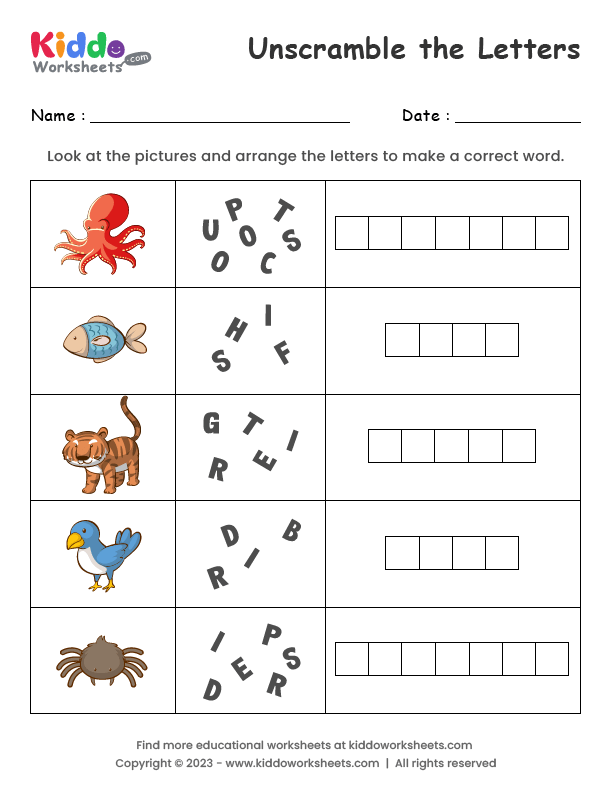 Kiddo
Worksheets
.com
Unscramble the Letters
Name :
Date :
Look at the pictures and arrange the letters to make a correct word.
U P T O S O C
H I S F
G T I R E
D B I R
I P S E D R
Find more educational worksheets at kiddoworksheets.com
Copyright © 2023 - www.kiddoworksheets.com | All rights reserved